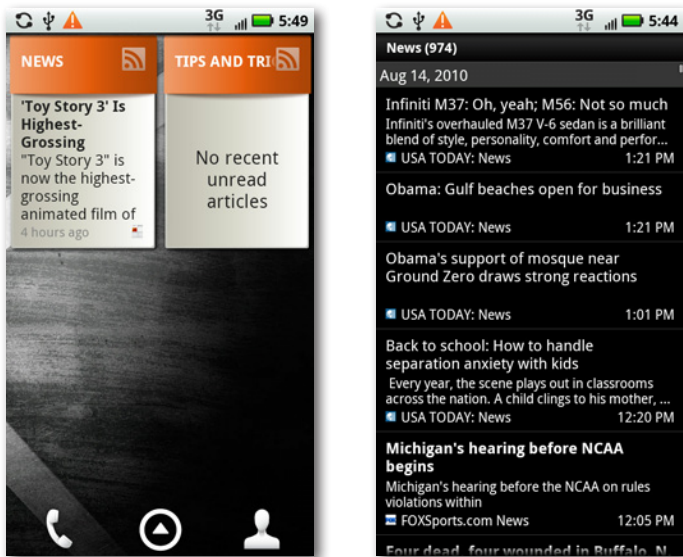 3G 5:49
NEWS
TIPS AND TRI
'Toy Story 3' Is
Highest-
Grossing
"Toy Story 3" is
now the highest-
grossing
animated film of
4 hours ago
No recent
unread
articles
3G 5:44
News (974)
Aug 14, 2010
Infiniti M37: Oh, yeah; M56: Not so much
Infiniti's overhauled M37 V-6 sedan is a brilliant
blend of style, personality, comfort and perfor...
USA TODAY: News 1:21 PM
Obama: Gulf beaches open for business
USA TODAY: News 1:21 PM
Obama's support of mosque near
Ground Zero draws strong reactions
USA TODAY: News 1:01 PM
Back to school: How to handle
separation anxiety with kids
Every year, the scene plays out in classrooms
across the nation. A child clings to his mother, ...
USA TODAY: News 12:20 PM
Michigan's hearing before NCAA
begins
Michigan's hearing before the NCAA on rules
violations within
FOXSports.com News 12:05 PM
Four dead, four wounded in Buffalo, N